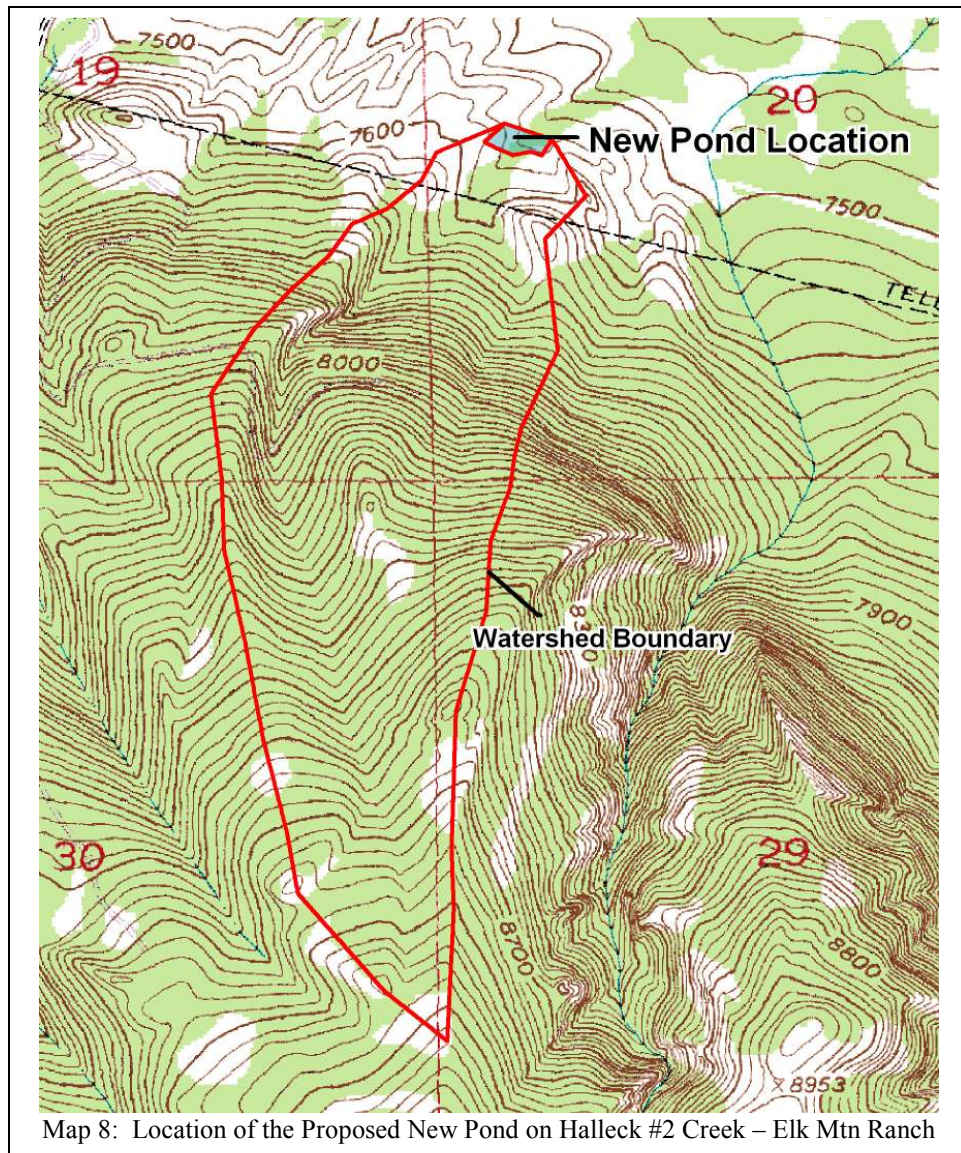 7500
19
20
7600
New Pond Location
7500
TELE
8000
7900
8300
Watershed Boundary
30
29
8700
8800
x 8953
Map 8: Location of the Proposed New Pond on Halleck #2 Creek – Elk Mtn Ranch